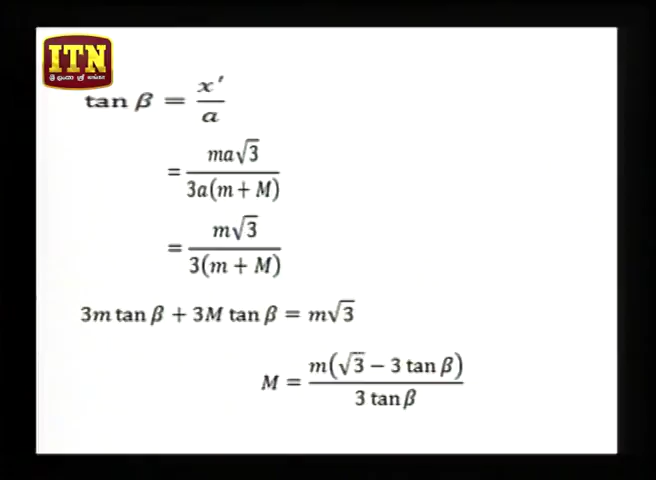 ITN
tan β = x′/a
= ma√3 / 3a(m + M)
= m√3 / 3(m + M)
3m tan β + 3M tan β = m√3
M = m(√3 − 3 tan β) / 3 tan β